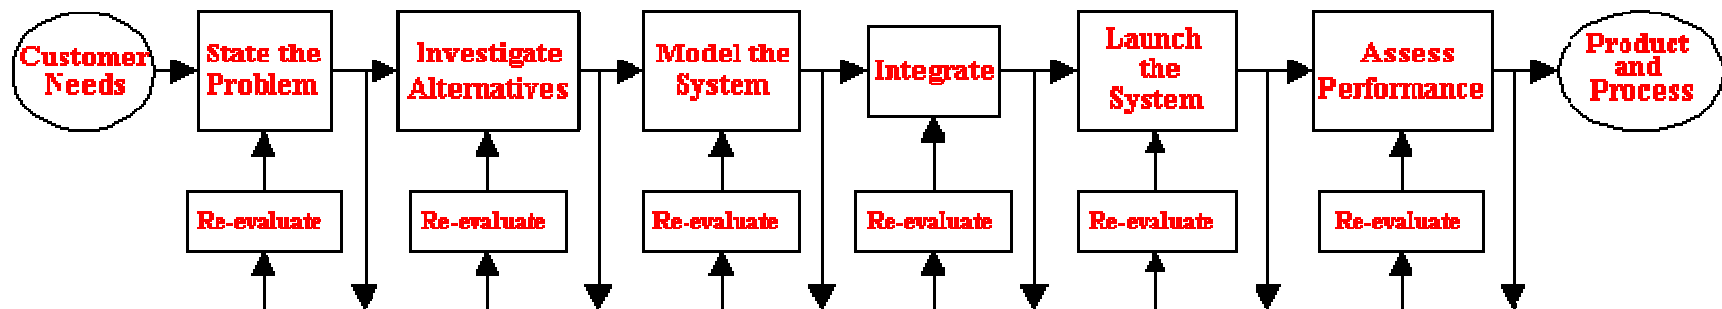 Customer
Needs
State the
Problem
Investigate
Alternatives
Model the
System
Integrate
Launch
the
System
Assess
Performance
Product
and
Process
Re-evaluate
Re-evaluate
Re-evaluate
Re-evaluate
Re-evaluate
Re-evaluate